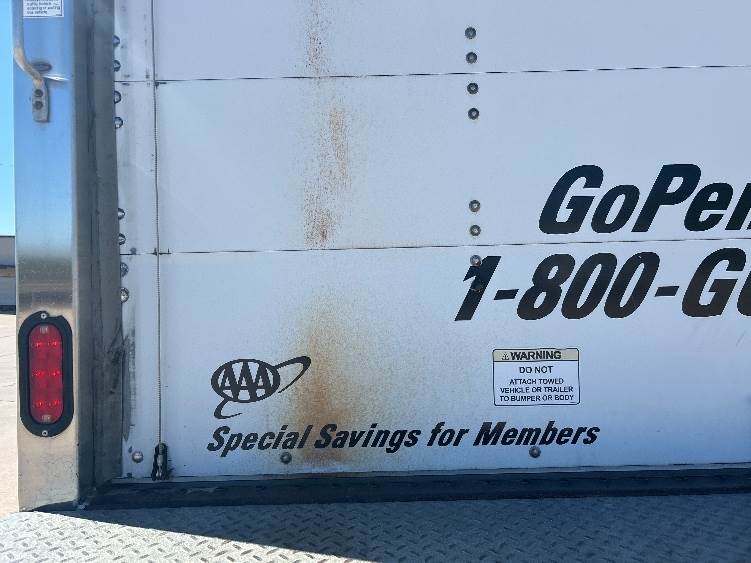 GoPen
1-800-G
WARNING
DO NOT
ATTACH TOWED
VEHICLE OR TRAILER
TO BUMPER OR BODY
AAA
Special Savings for Members